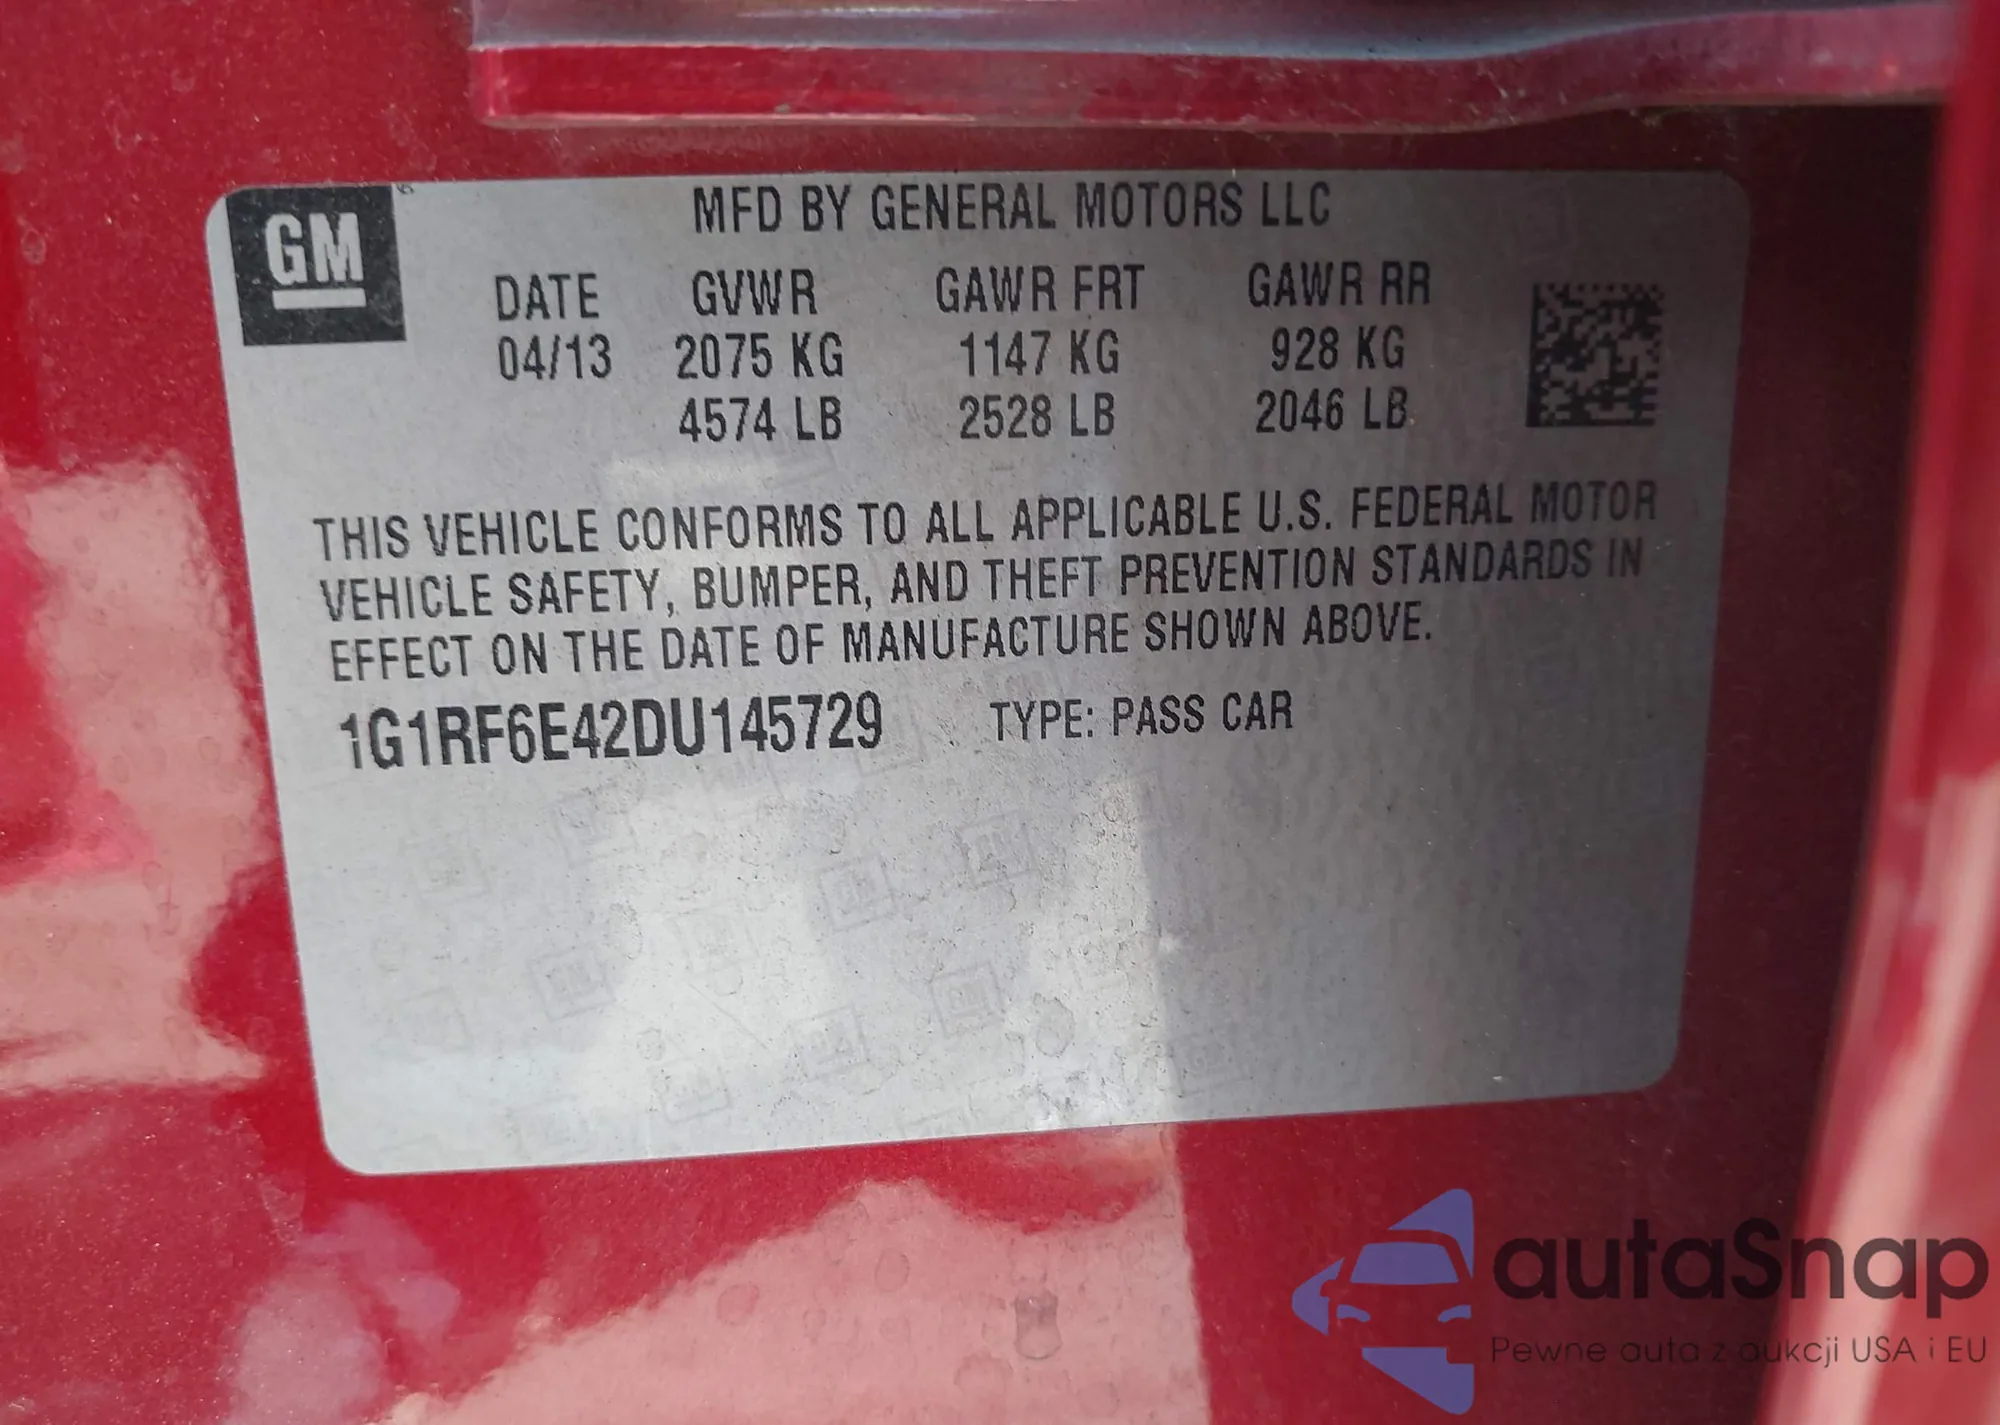 GM
MFD BY GENERAL MOTORS LLC
DATE GVWR GAWR FRT GAWR RR
04/13 2075 KG 1147 KG 928 KG
4574 LB 2528 LB 2046 LB
THIS VEHICLE CONFORMS TO ALL APPLICABLE U.S. FEDERAL MOTOR
VEHICLE SAFETY, BUMPER, AND THEFT PREVENTION STANDARDS IN
EFFECT ON THE DATE OF MANUFACTURE SHOWN ABOVE.
1G1RF6E42DU145729 TYPE: PASS CAR
autaSnap
Pewne auta z aukcji USA i EU